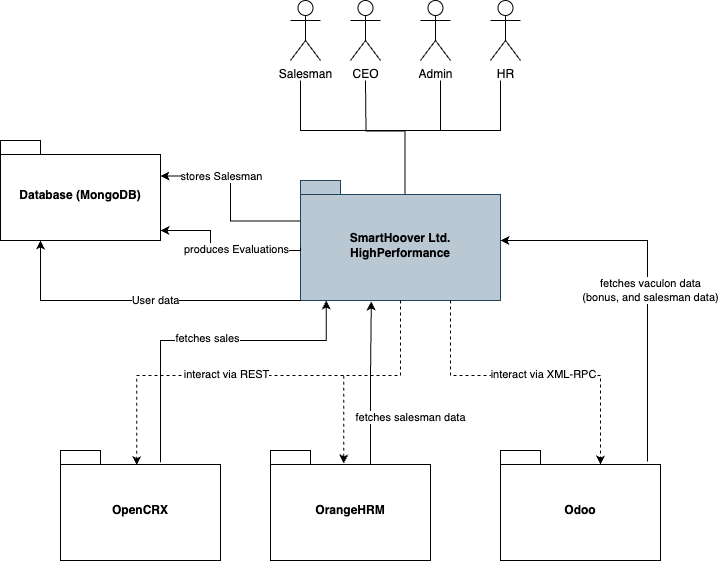 Salesman
CEO
Admin
HR
Database (MongoDB)
stores Salesman
SmartHoover Ltd.
HighPerformance
produces Evaluations
fetches vaculon data
(bonus, and salesman data)
User data
fetches sales
interact via REST
interact via XML-RPC
fetches salesman data
OpenCRX
OrangeHRM
Odoo